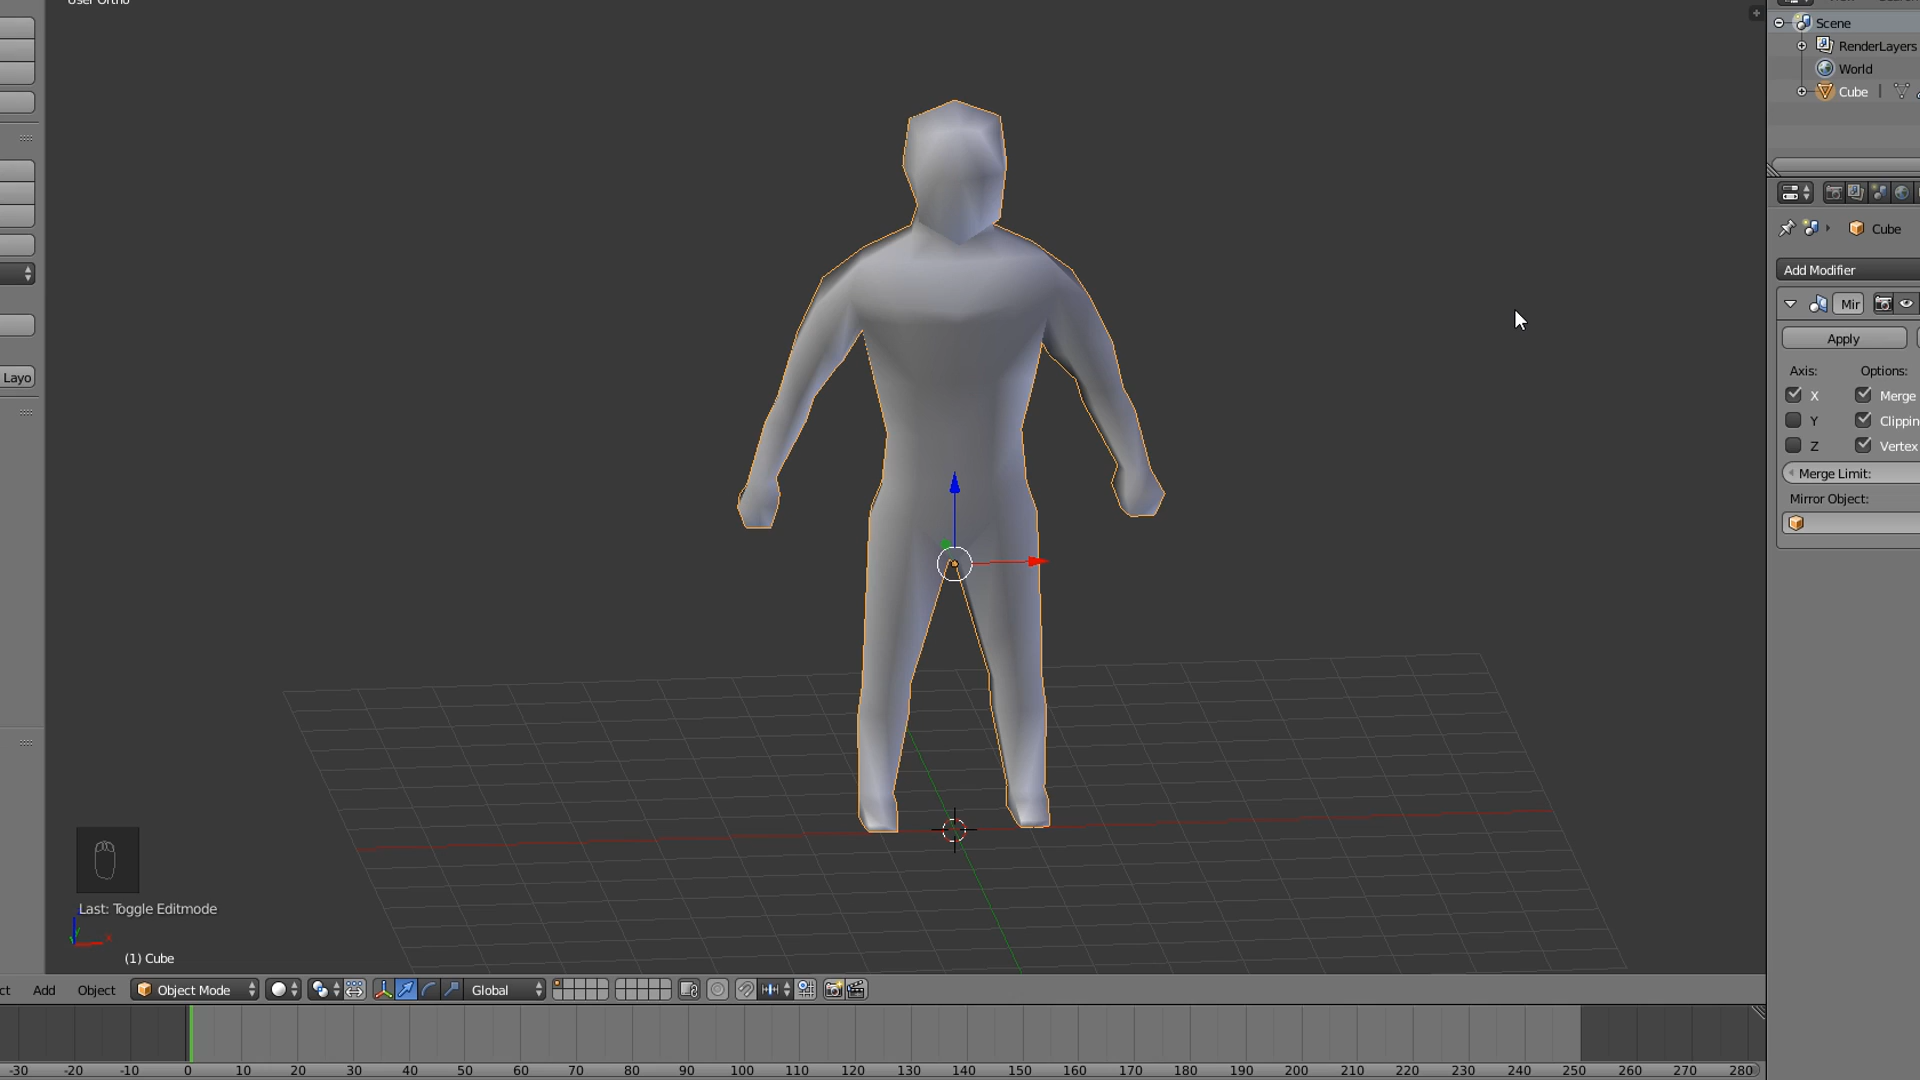 User Ortho
Scene
RenderLayers
World
Cube
Cube
Add Modifier
Mir
Apply
Axis:
Options:
X
Merge
Y
Clippin
Z
Vertex
Merge Limit:
Mirror Object:
Layo
Last: Toggle Editmode
(1) Cube
ct Add Object Object Mode Global
-30 -20 -10 0 10 20 30 40 50 60 70 80 90 100 110 120 130 140 150 160 170 180 190 200 210 220 230 240 250 260 270 280